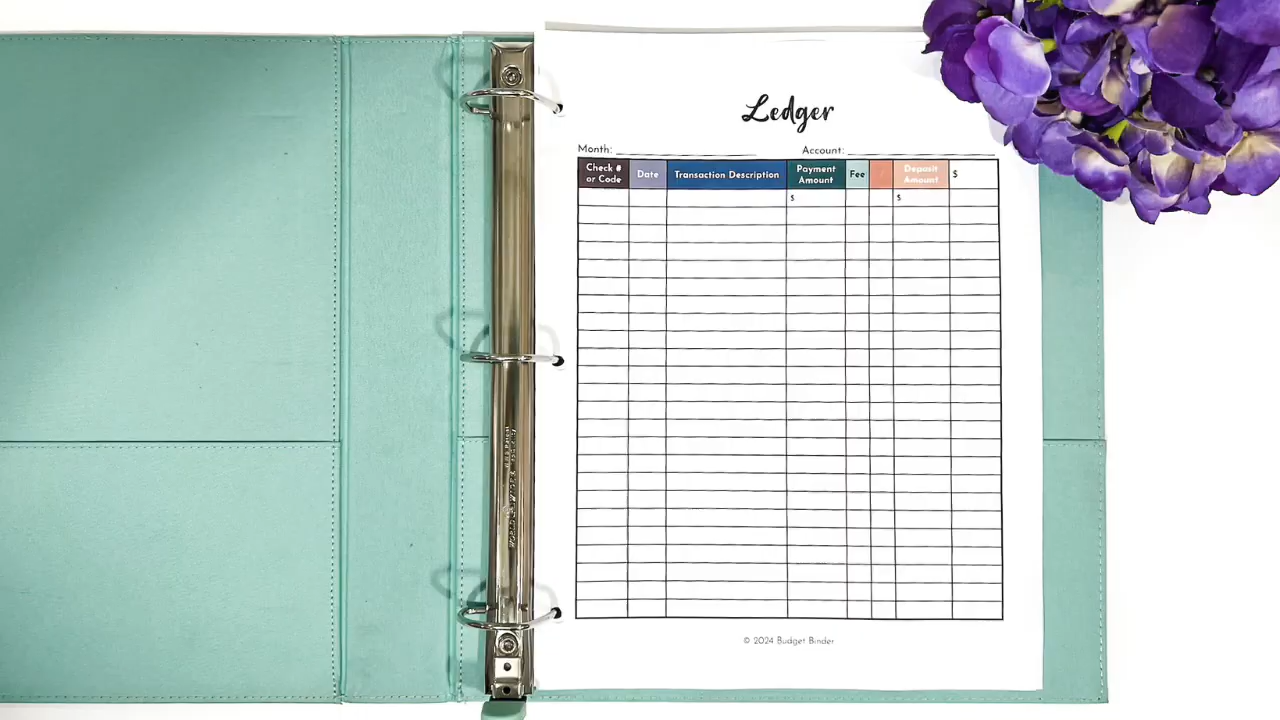 Ledger
Month: Account:
Check # or Code Date Transaction Description Payment Amount Fee Deposit Amount $
$ $
© 2024 Budget Binder